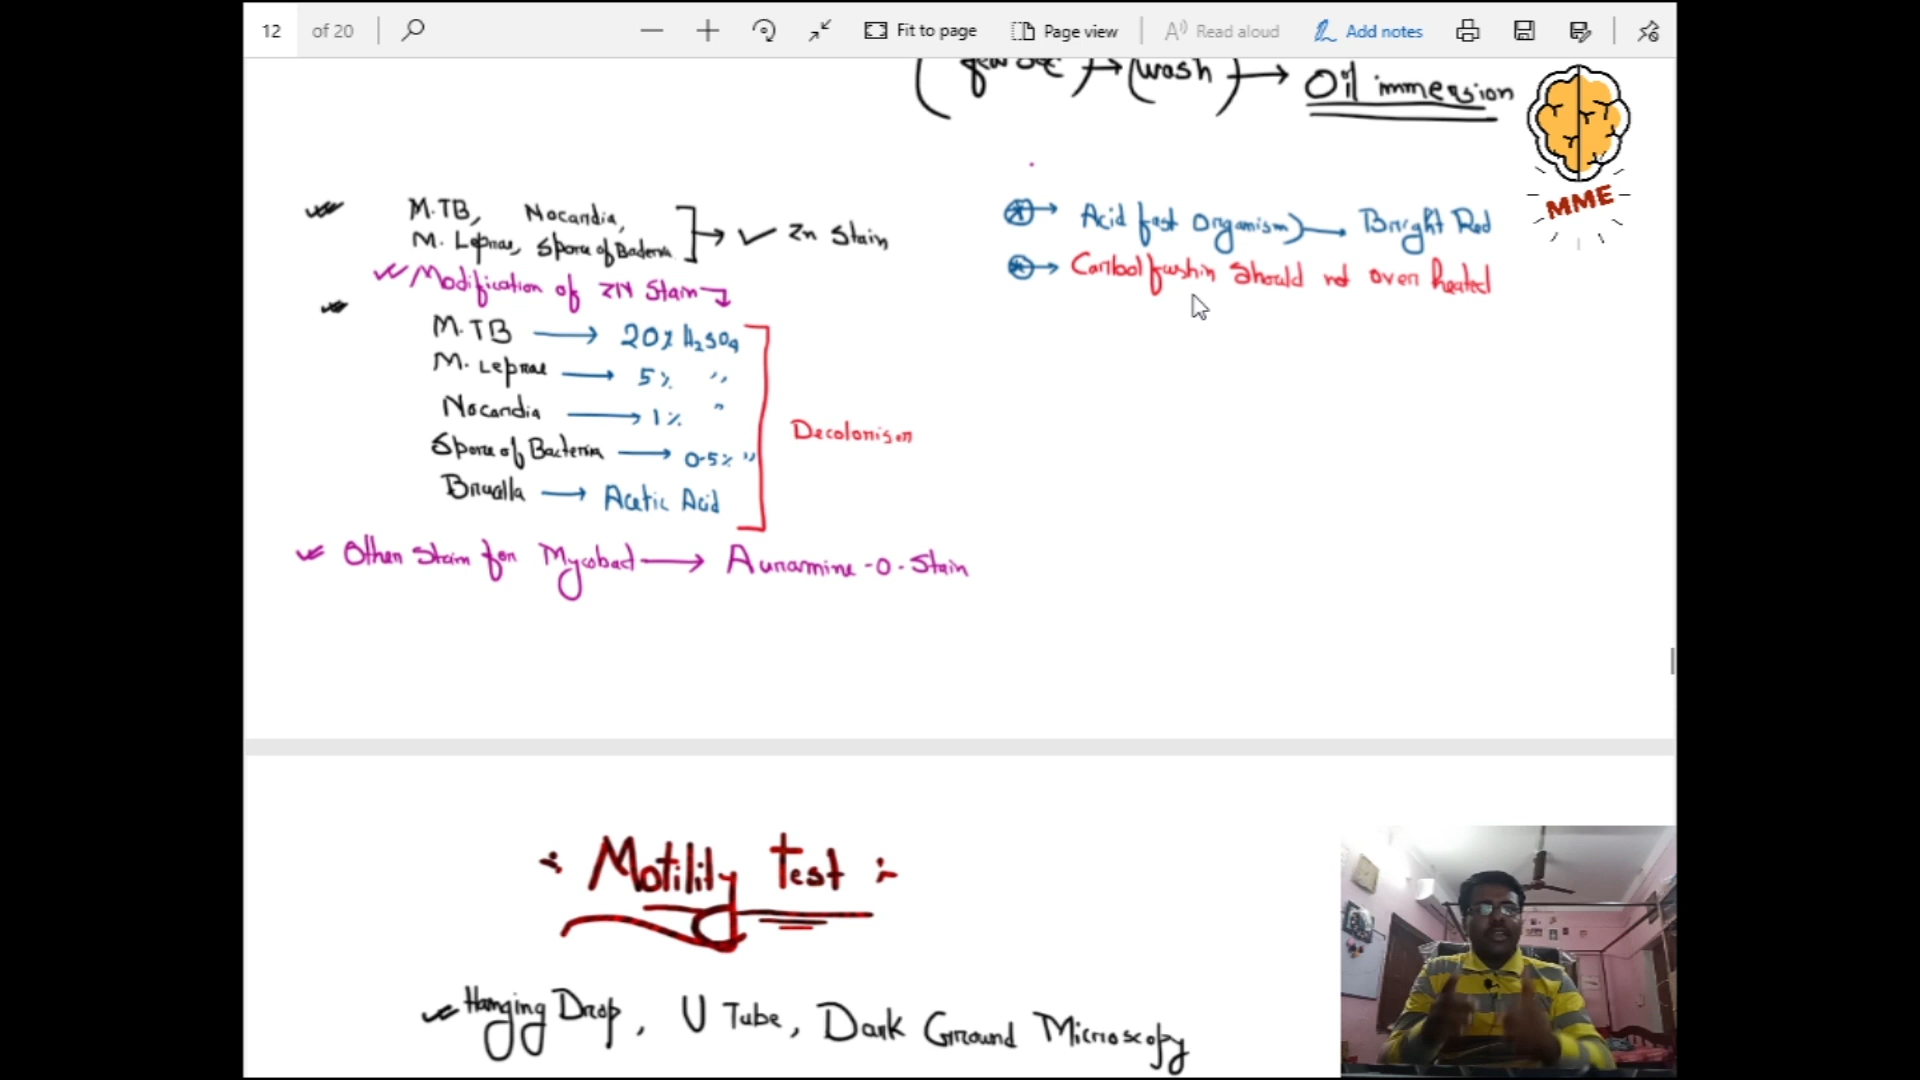 12 of 20 Fit to page Page view Read aloud Add notes
(wash) → Oil immersion
MME
M.TB, Nocardia,
M. Leprae, Spore of Bacteria → ✓ Zn Stain
Modification of ZN Stain
M.TB → 20% H₂SO₄
M. Leprae → 5% "
Nocardia → 1% "
Spore of Bacteria → 0.5% "
Brucella → Acetic Acid
Decoloriser
Other Stain for Mycobact → Auramine-O-Stain
Acid fast Organism → Bright Red
Carbol fushin Should not over heated
Motility Test
Hanging Drop, U Tube, Dark Ground Microscopy